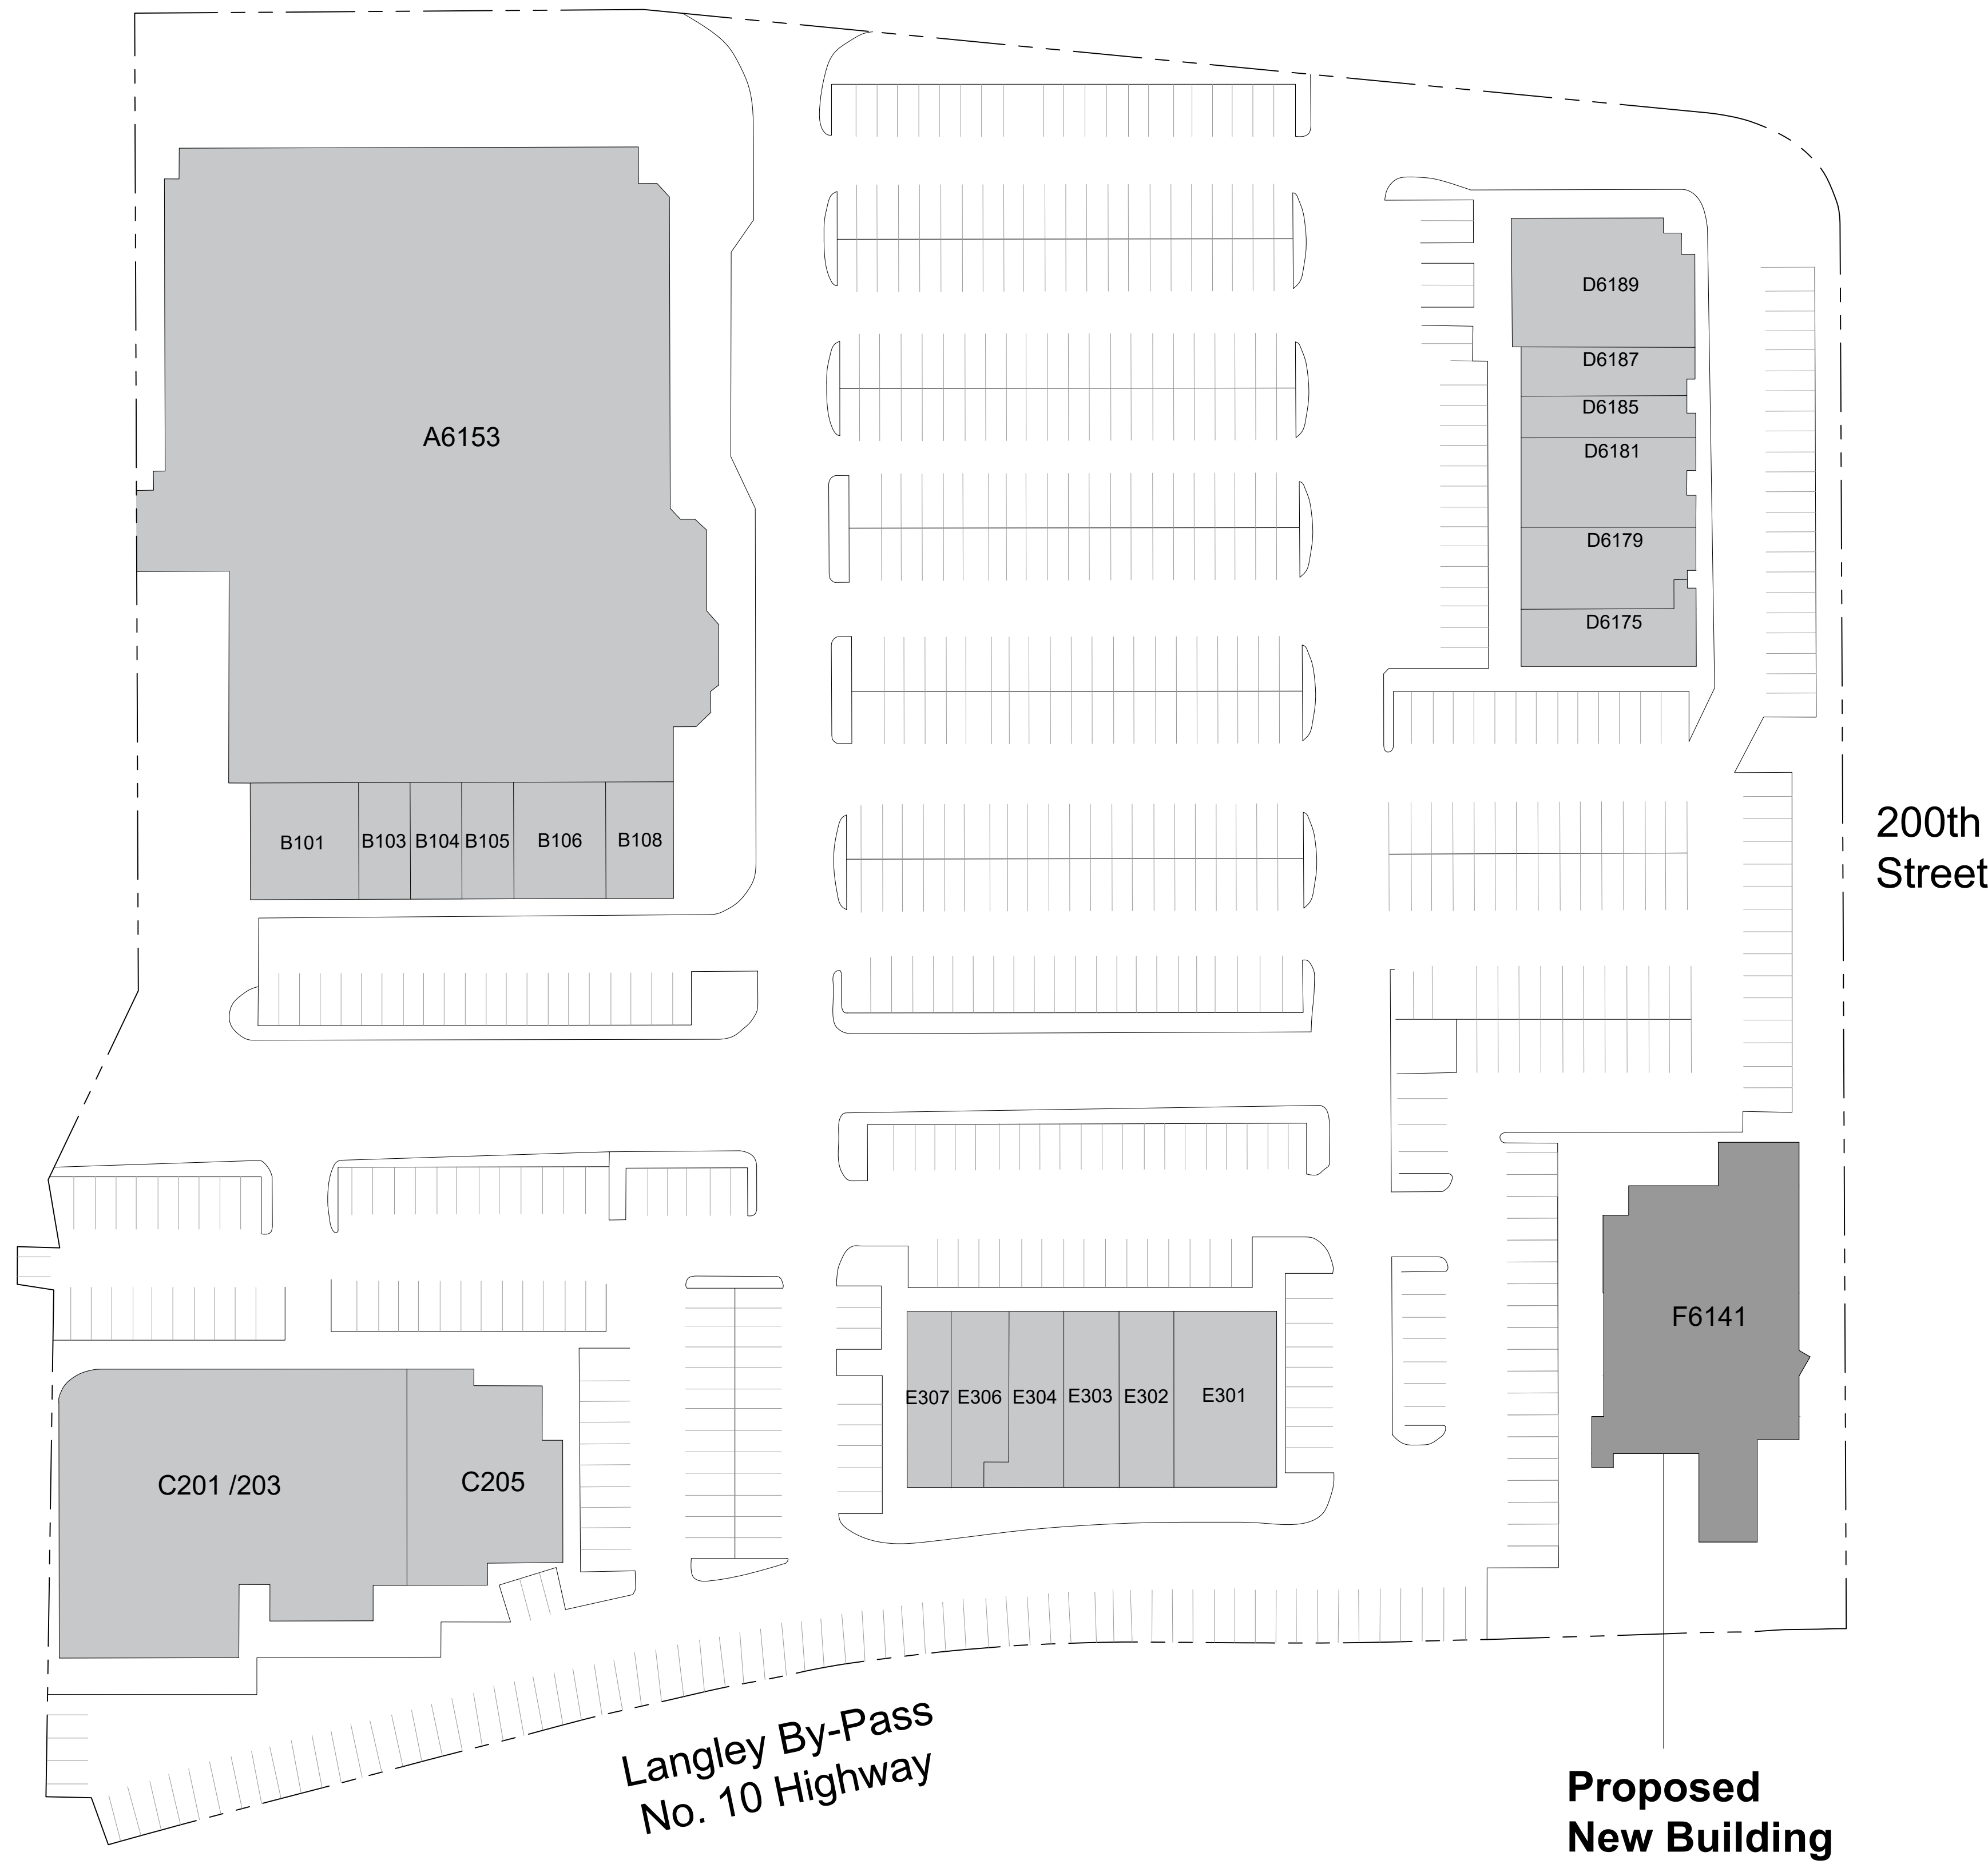 D6189
D6187
D6185
A6153
D6181
D6179
D6175
200th
Street
B101 B103 B104 B105 B106 B108
F6141
E307 E306 E304 E303 E302 E301
C201 /203 C205
Langley By-Pass
No. 10 Highway
Proposed
New Building